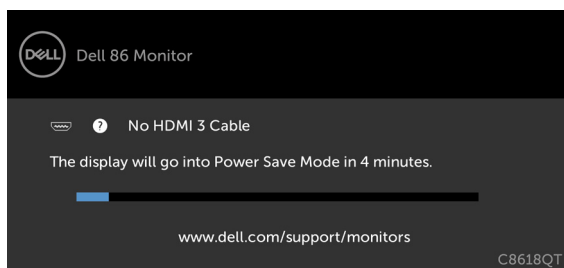 DELL Dell 86 Monitor
? No HDMI 3 Cable
The display will go into Power Save Mode in 4 minutes.
www.dell.com/support/monitors
C8618QT